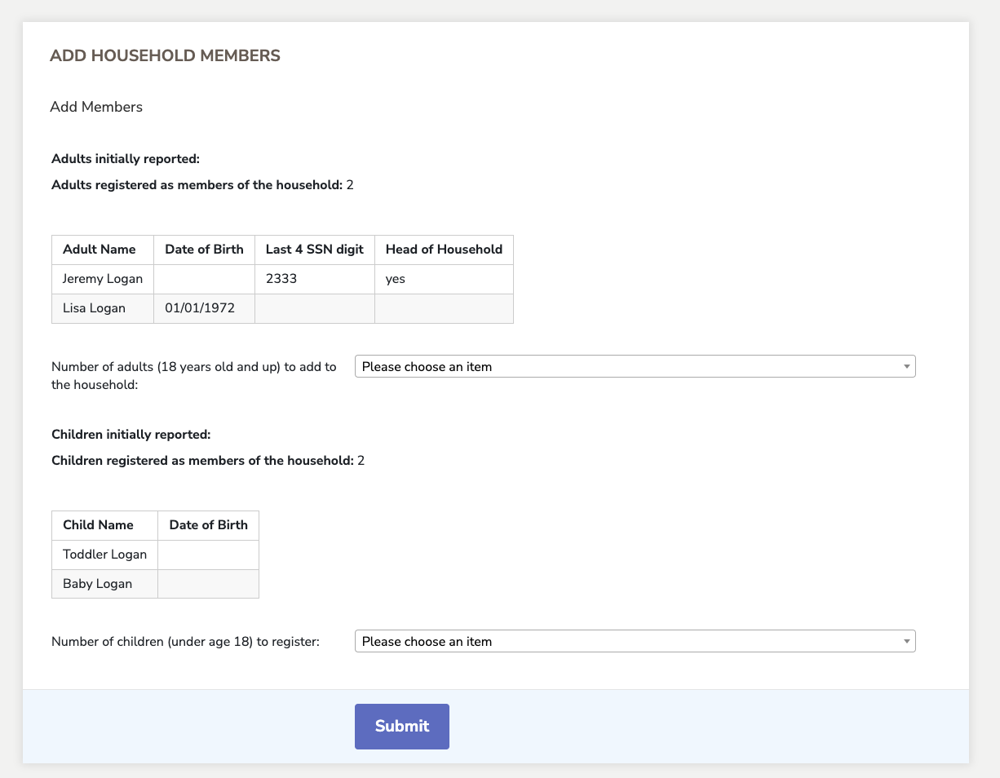 ADD HOUSEHOLD MEMBERS
Add Members
Adults initially reported:
Adults registered as members of the household: 2
Adult Name Date of Birth Last 4 SSN digit Head of Household
Jeremy Logan 2333 yes
Lisa Logan 01/01/1972
Number of adults (18 years old and up) to add to Please choose an item
the household:
Children initially reported:
Children registered as members of the household: 2
Child Name Date of Birth
Toddler Logan
Baby Logan
Number of children (under age 18) to register: Please choose an item
Submit